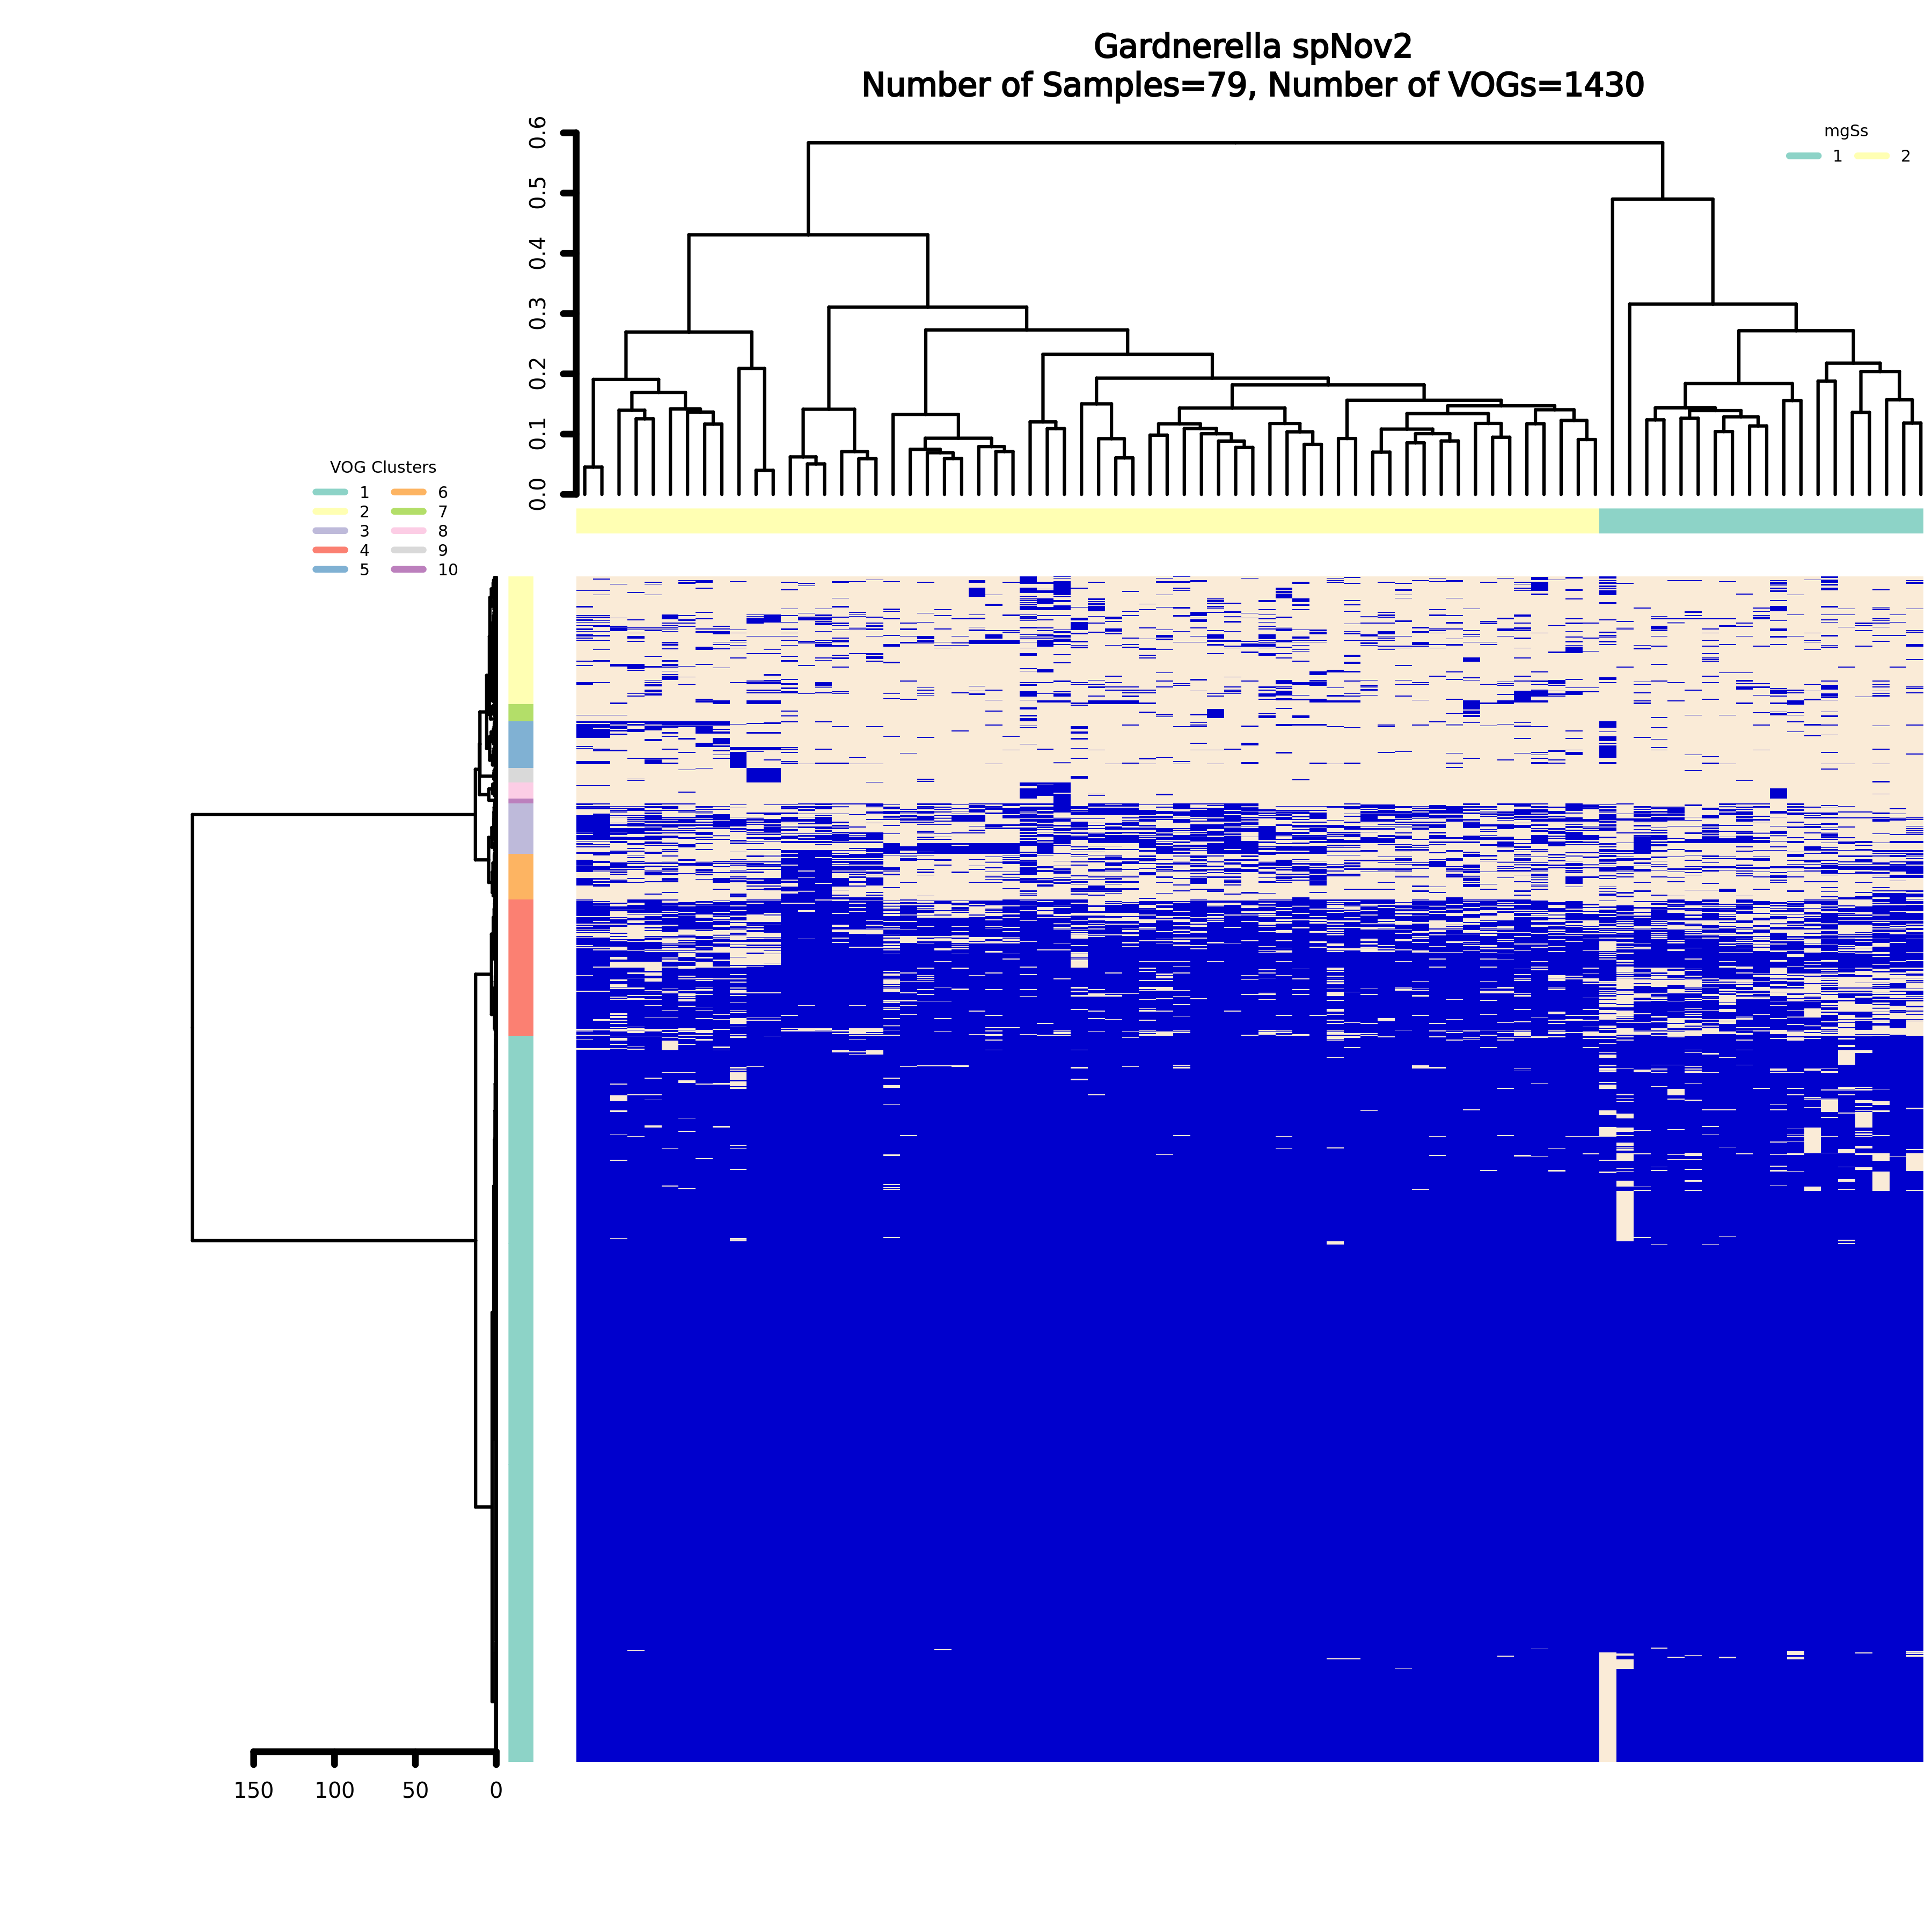 Gardnerella spNov2
Number of Samples=79, Number of VOGs=1430
mgSs
1 2
0.6
0.5
0.4
0.3
0.2
0.1
0.0
VOG Clusters
1 6
2 7
3 8
4 9
5 10
150 100 50 0